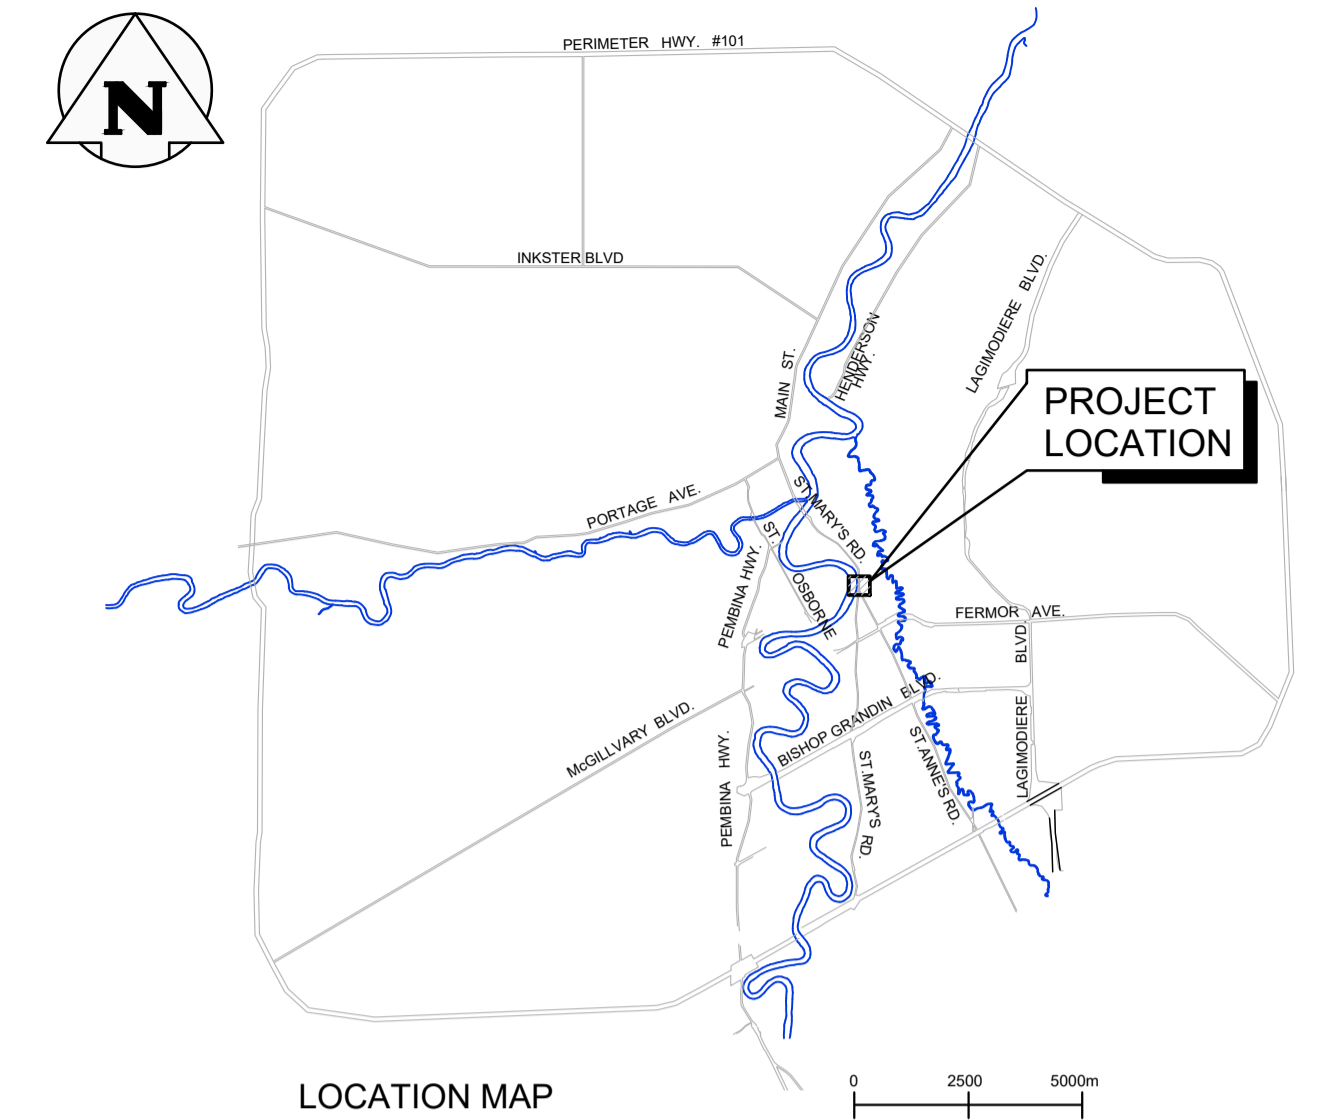 PERIMETER HWY. #101
N
INKSTER BLVD
LAGIMODIERE BLVD.
HENDERSON
HWY.
MAIN ST.
PROJECT
LOCATION
PORTAGE AVE.
ST.MARY'S RD.
ST.
OSBORNE
PEMBINA HWY.
FERMOR AVE.
BLVD.
LAGIMODIERE
BISHOP GRANDIN BLVD.
McGILLVARY BLVD.
PEMBINA HWY.
ST.MARY'S
RD.
ST.ANNE'S RD.
LOCATION MAP
0 2500 5000m